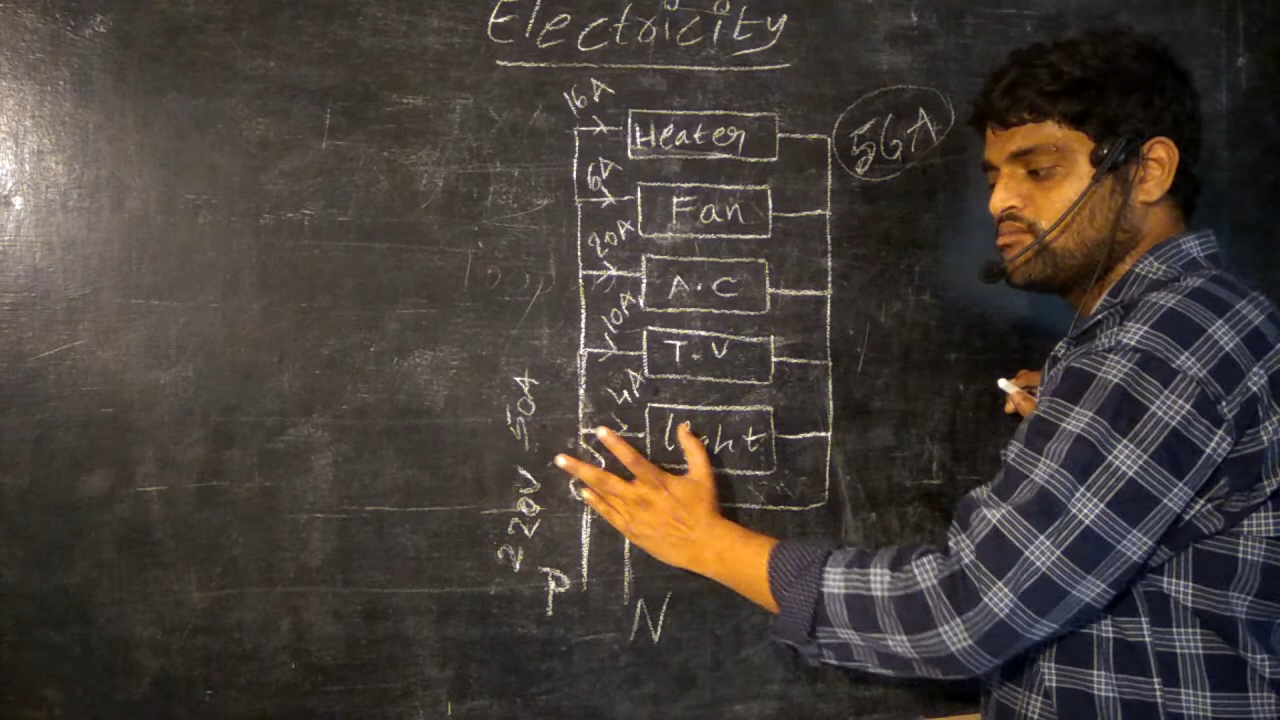 Electricity
16A
Heater
56A
6A
Fan
20A
A.C
10A
T.V
4A
light
220V 50A
P
N